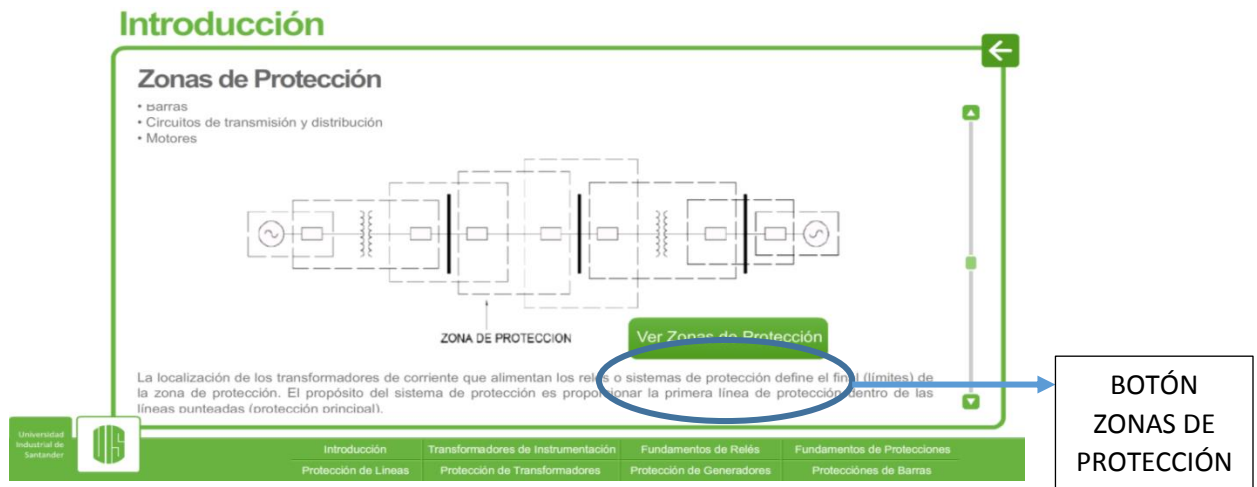 Introducción
Zonas de Protección
• Barras
• Circuitos de transmisión y distribución
• Motores
ZONA DE PROTECCION
Ver Zonas de Protección
La localización de los transformadores de corriente que alimentan los relés o sistemas de protección define el final (límites) de
la zona de protección. El propósito del sistema de protección es proporcionar la primera línea de protección dentro de las
líneas punteadas (protección principal).
BOTÓN
ZONAS DE
PROTECCIÓN
Universidad
Industrial de
Santander
UIS
Introducción
Transformadores de Instrumentación
Fundamentos de Relés
Fundamentos de Protecciones
Protección de Lineas
Protección de Transformadores
Protección de Generadores
Protecciónes de Barras